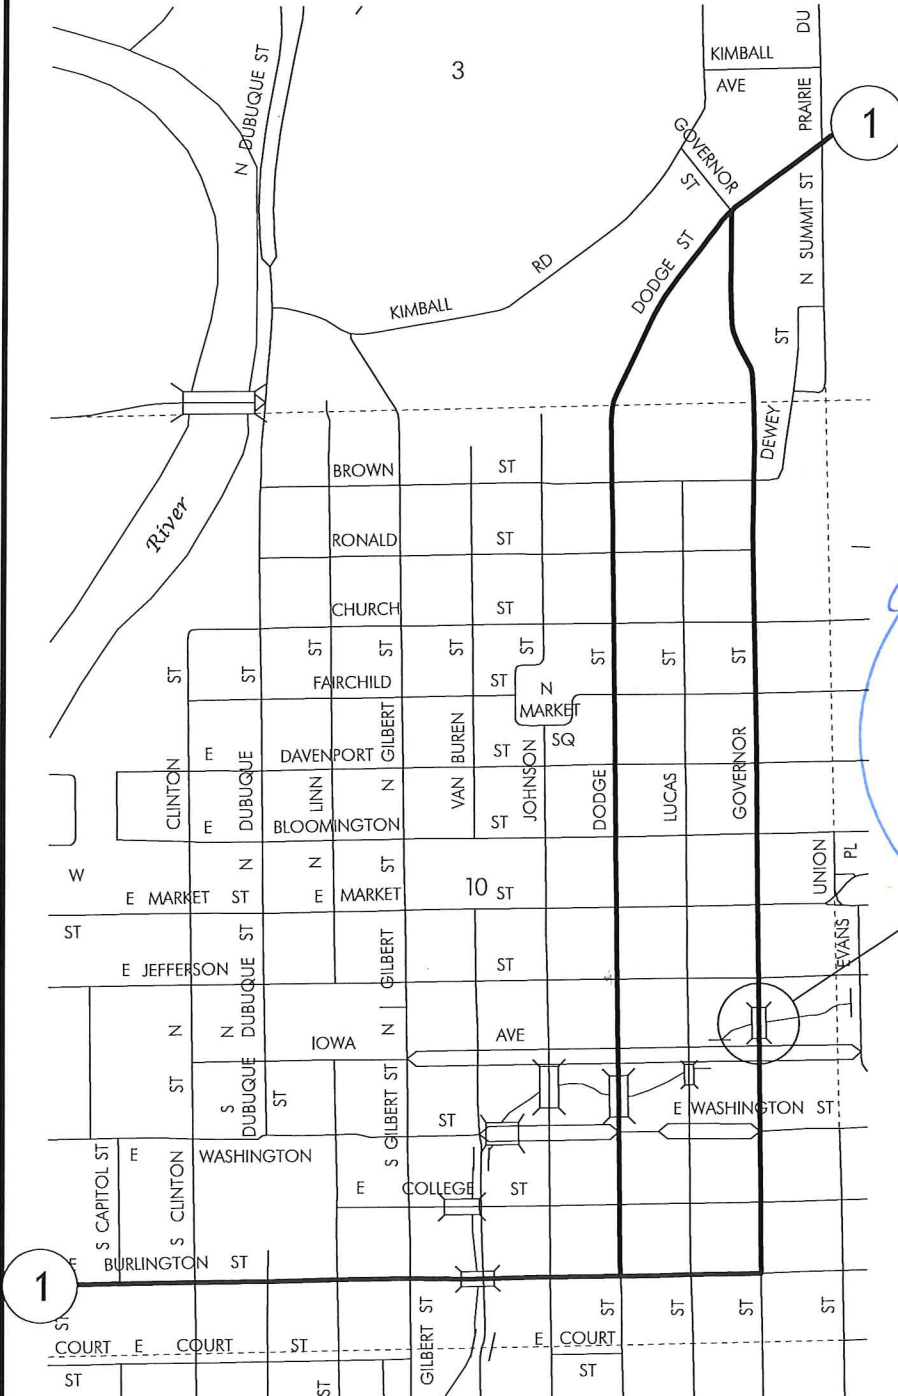 DU
KIMBALL
AVE
PRAIRIE
N DUBUQUE ST
3
1
GOVERNOR
ST
N SUMMIT ST
DODGE ST
KIMBALL
RD
ST
DEWEY
River
BROWN ST
RONALD ST
CHURCH ST
ST
ST
ST
ST
ST
ST
ST
ST
ST
FAIRCHILD ST
N
MARKET
SQ
CLINTON
E DAVENPORT ST
DUBUQUE
LINN
N GILBERT
VAN BUREN
JOHNSON
DODGE
LUCAS
GOVERNOR
E BLOOMINGTON ST
N
N
ST
UNION
PL
W
E MARKET ST
E MARKET
10
ST
ST
E JEFFERSON
ST
N DUBUQUE ST
N GILBERT
EVANS
N
ST
IOWA
AVE
S DUBUQUE
ST
S GILBERT ST
E WASHINGTON ST
ST
E WASHINGTON
S CAPITOL ST
S CLINTON
E COLLEGE ST
E BURLINGTON ST
1
ST
GILBERT ST
ST
ST
ST
ST
COURT
E COURT ST
E COURT
ST
ST
ST